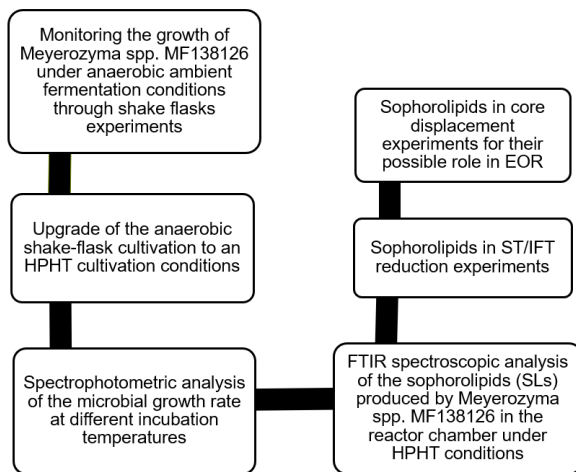 Monitoring the growth of
Meyerozyma spp. MF138126
under anaerobic ambient
fermentation conditions
through shake flasks
experiments
Upgrade of the anaerobic
shake-flask cultivation to an
HPHT cultivation conditions
Spectrophotometric analysis
of the microbial growth rate
at different incubation
temperatures
FTIR spectroscopic analysis
of the sophorolipids (SLs)
produced by Meyerozyma
spp. MF138126 in the
reactor chamber under
HPHT conditions
Sophorolipids in ST/IFT
reduction experiments
Sophorolipids in core
displacement
experiments for their
possible role in EOR